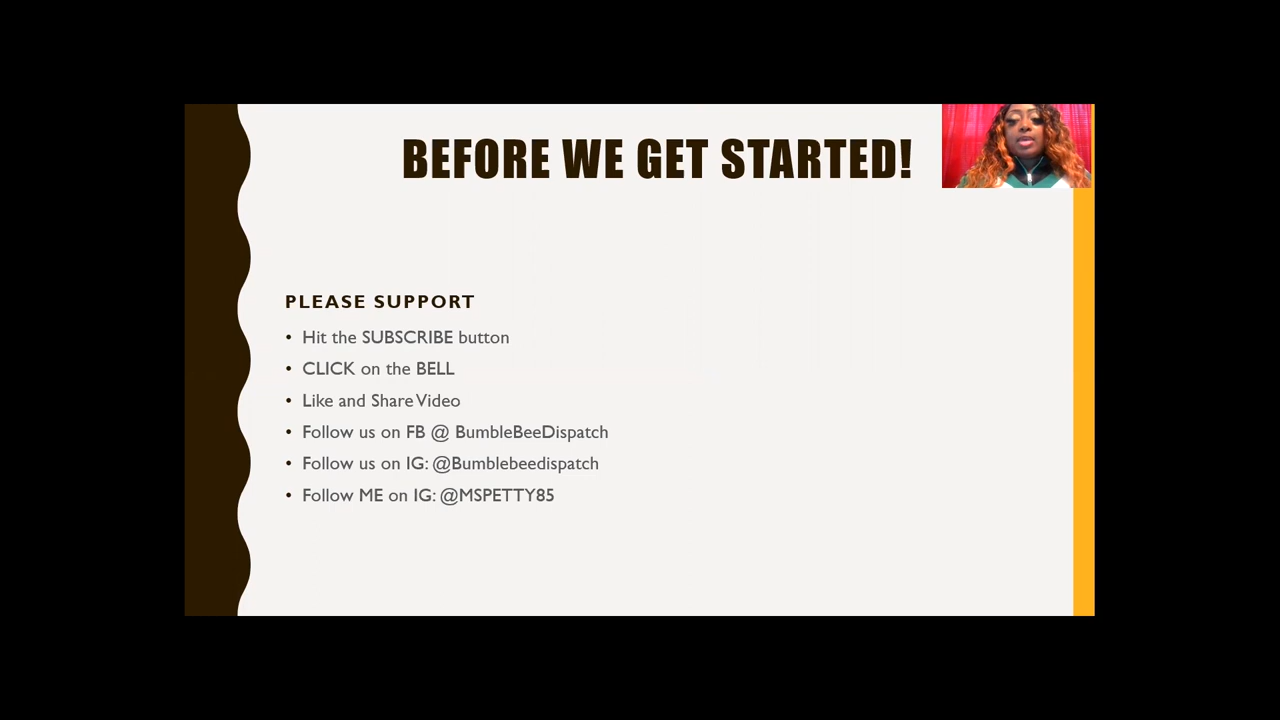 BEFORE WE GET STARTED!
PLEASE SUPPORT
• Hit the SUBSCRIBE button
• CLICK on the BELL
• Like and Share Video
• Follow us on FB @ BumbleBeeDispatch
• Follow us on IG: @Bumblebeedispatch
• Follow ME on IG: @MSPETTY85